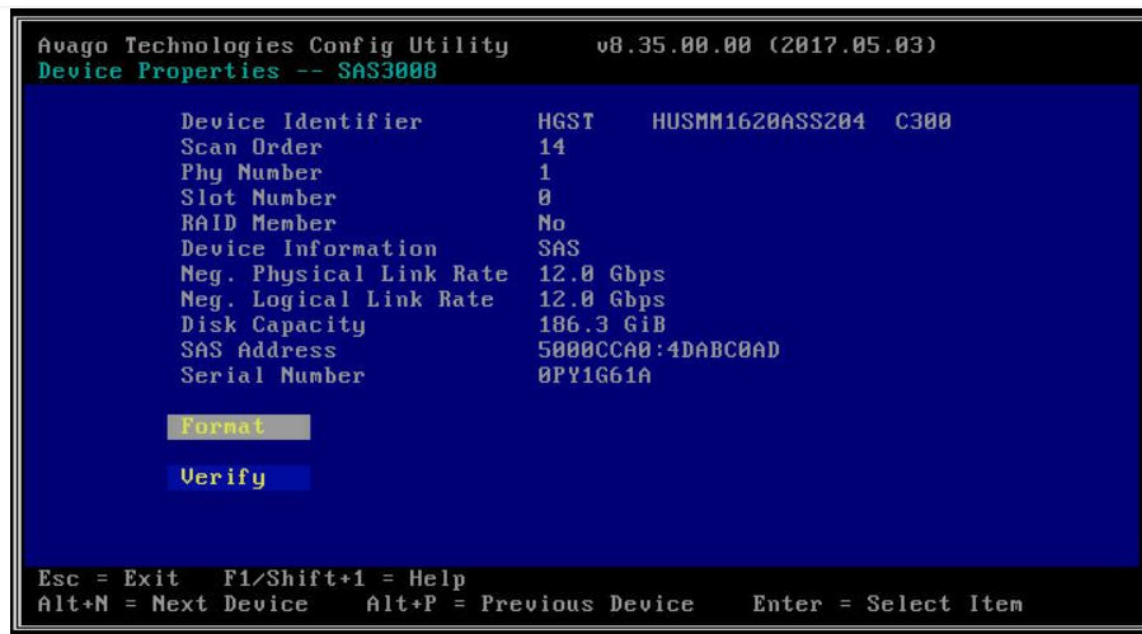 Avago Technologies Config Utility v8.35.00.00 (2017.05.03)
Device Properties -- SAS3008
Device Identifier HGST HUSMM1620ASS204 C300
Scan Order 14
Phy Number 1
Slot Number 0
RAID Member No
Device Information SAS
Neg. Physical Link Rate 12.0 Gbps
Neg. Logical Link Rate 12.0 Gbps
Disk Capacity 186.3 GiB
SAS Address 5000CCA0:4DABC0AD
Serial Number 0PY1G61A
Format
Verify
Esc = Exit F1/Shift+1 = Help
Alt+N = Next Device Alt+P = Previous Device Enter = Select Item